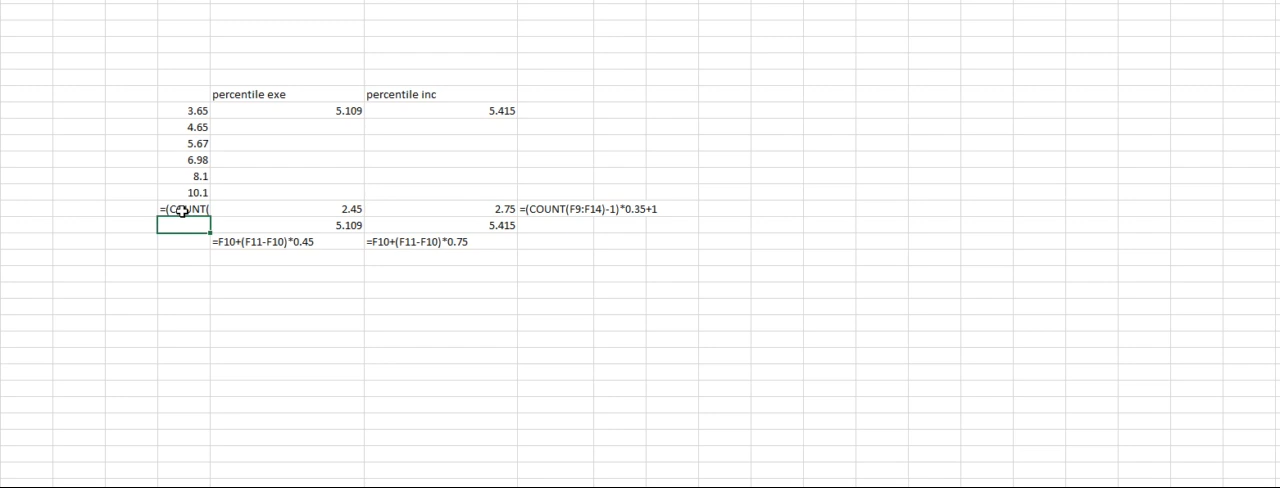 percentile exe percentile inc
3.65 5.109 5.415
4.65
5.67
6.98
8.1
10.1
=(COUNT( 2.45 2.75 =(COUNT(F9:F14)-1)*0.35+1
5.109 5.415
=F10+(F11-F10)*0.45 =F10+(F11-F10)*0.75